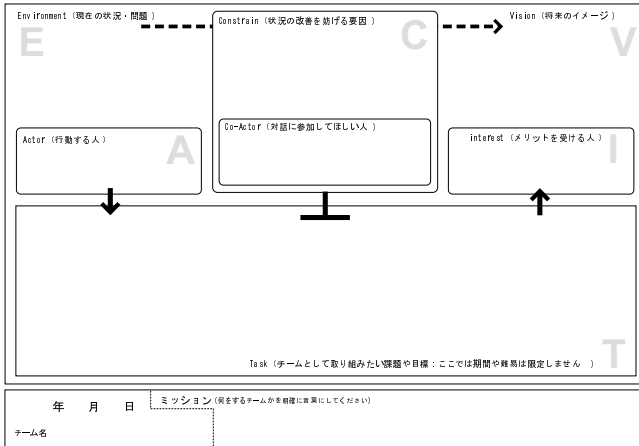 Environment (現在の状況・問題)
E
Constrain (状況の改善を妨げる要因 )
C
Vision (将来のイメージ)
V
Actor (行動する人)
A
Co-Actor (対話に参加してほしい人 )
interest (メリットを受ける人 )
I
Task (チームとして取り組みたい課題や目標：ここでは期間や難易は限定しません )
T
年 月 日
ミッション (何をするチームかを明確に言葉にしてください)
チーム名